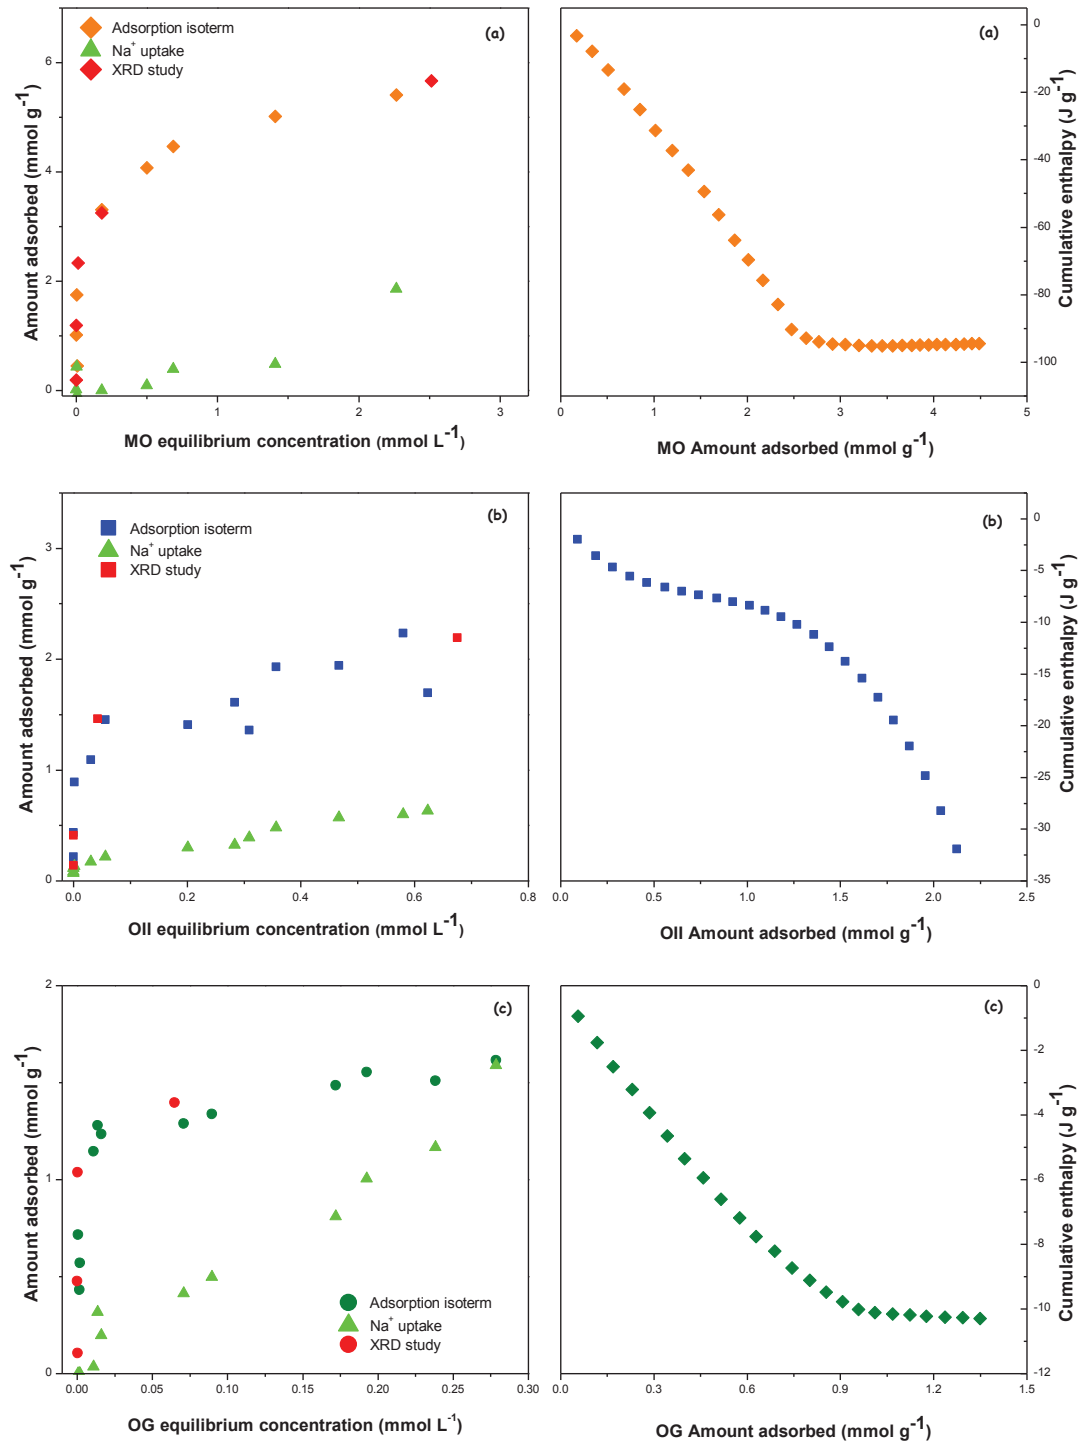 Adsorption isoterm
Na+ uptake
XRD study
(a)
Amount adsorbed (mmol g-1)
6
4
2
0
0 1 2 3
MO equilibrium concentration (mmol L-1)
(a)
0
-20
-40
-60
-80
-100
Cumulative enthalpy (J g-1)
0 1 2 3 4 5
MO Amount adsorbed (mmol g-1)
Adsorption isoterm
Na+ uptake
XRD study
(b)
Amount adsorbed (mmol g-1)
3
2
1
0
0.0 0.2 0.4 0.6 0.8
OII equilibrium concentration (mmol L-1)
(b)
0
-5
-10
-15
-20
-25
-30
-35
Cumulative enthalpy (J g-1)
0.0 0.5 1.0 1.5 2.0 2.5
OII Amount adsorbed (mmol g-1)
(c)
Amount adsorbed (mmol g-1)
2
1
0
Adsorption isoterm
Na+ uptake
XRD study
0.00 0.05 0.10 0.15 0.20 0.25 0.30
OG equilibrium concentration (mmol L-1)
(c)
0
-2
-4
-6
-8
-10
-12
Cumulative enthalpy (J g-1)
0.0 0.3 0.6 0.9 1.2 1.5
OG Amount adsorbed (mmol g-1)